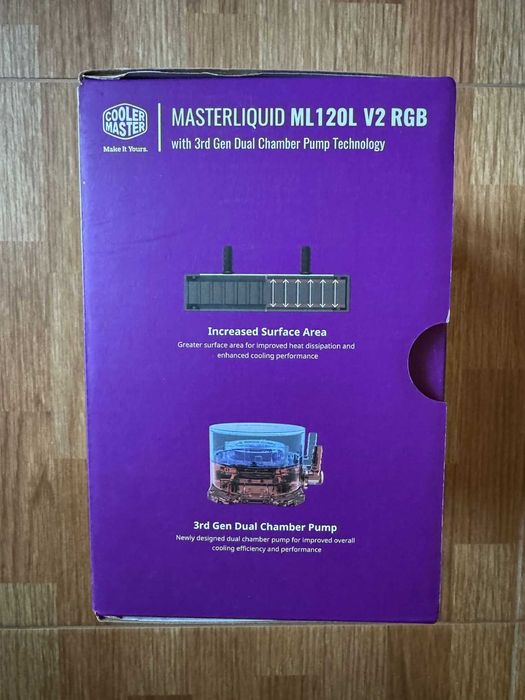 COOLER
MASTER
Make It Yours.
MASTERLIQUID ML120L V2 RGB
with 3rd Gen Dual Chamber Pump Technology
Increased Surface Area
Greater surface area for improved heat dissipation and
enhanced cooling performance
3rd Gen Dual Chamber Pump
Newly designed dual chamber pump for improved overall
cooling efficiency and performance